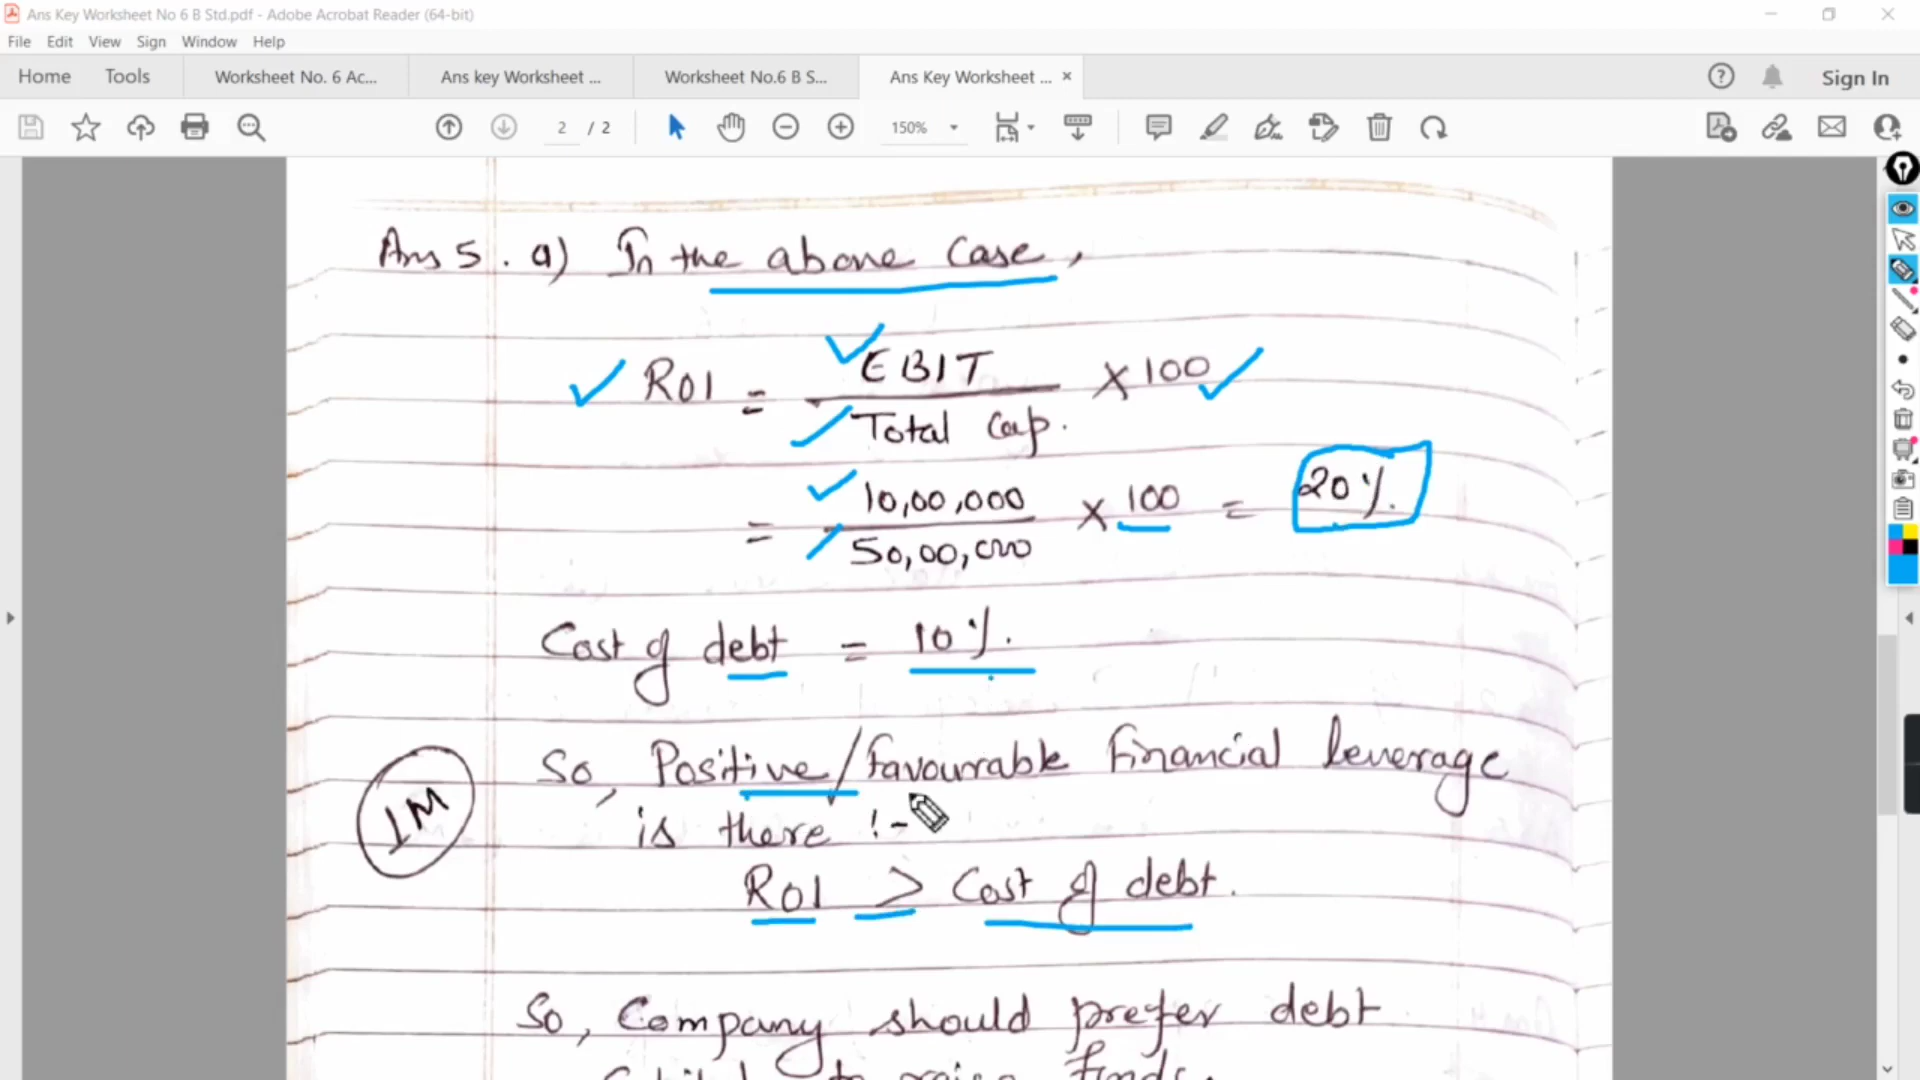 Ans Key Worksheet No 6 B Std.pdf - Adobe Acrobat Reader (64-bit)
File Edit View Sign Window Help
Home Tools Worksheet No. 6 Ac... Ans key Worksheet ... Worksheet No.6 B S... Ans Key Worksheet ... × Sign In
2 / 2 150%
Ans 5. a) In the above case,
ROI = EBIT / Total Cap. × 100
= 10,00,000 / 50,00,000 × 100 = 20%.
Cost of debt = 10%.
So, Positive/Favourable Financial leverage
1M
is there :-
ROI > Cost of debt.
So, Company should prefer debt
Capital to raise funds.